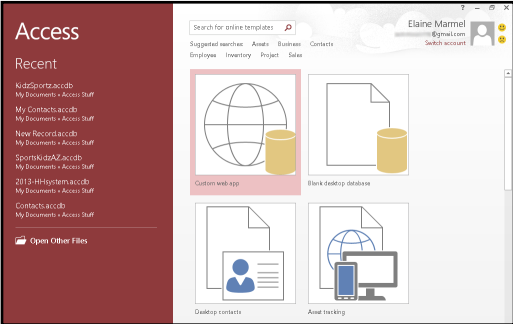 Access
Recent
KidzSportz.accdb
My Documents » Access Stuff
My Contacts.accdb
My Documents » Access Stuff
New Record.accdb
My Documents » Access Stuff
SportsKidzAZ.accdb
My Documents » Access Stuff
2013-HHsystem.accdb
My Documents » Access Stuff
Contacts.accdb
My Documents » Access Stuff
Open Other Files
?
Search for online templates
Suggested searches Assets Business Contacts
Employee Inventory Project Sales
Elaine Marmel
@gmail.com
Switch account
Custom web app
Blank desktop database
Desktop contacts
Asset tracking